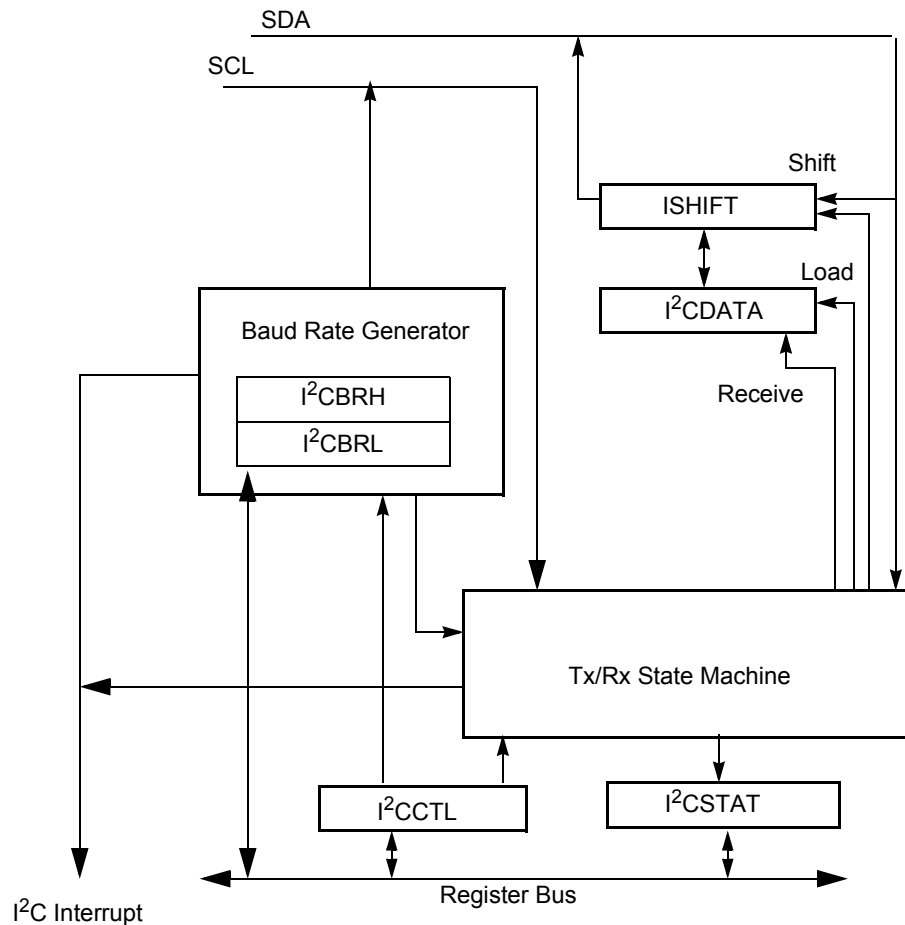 SDA
SCL
Shift
ISHIFT
Load
I²CDATA
Baud Rate Generator
I²CBRH
Receive
I²CBRL
Tx/Rx State Machine
I²CCTL
I²CSTAT
Register Bus
I²C Interrupt